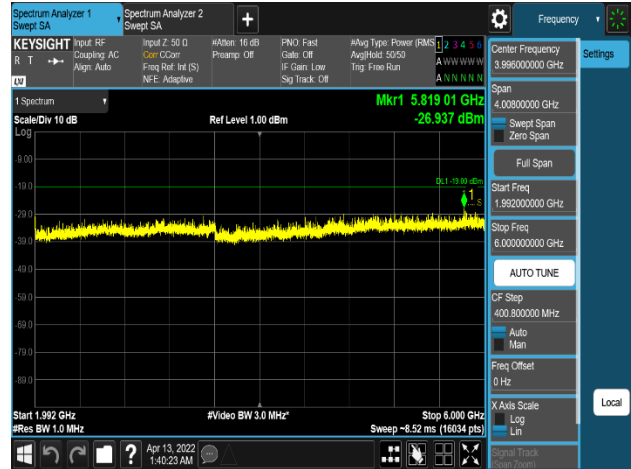 Spectrum Analyzer 1
Swept SA
Spectrum Analyzer 2
Swept SA
+
Frequency
KEYSIGHT
R T
LXI
Input: RF
Coupling: AC
Align: Auto
Input Z: 50 Ω
Corr CCorr
Freq Ref: Int (S)
NFE: Adaptive
#Atten: 16 dB
Preamp: Off
PNO: Fast
Gate: Off
IF Gain: Low
Sig Track: Off
#Avg Type: Power (RMS
Avg|Hold: 50/50
Trig: Free Run
1 2 3 4 5 6
A W W W W W
A N N N N N
1 Spectrum
Scale/Div 10 dB
Log
Ref Level 1.00 dBm
Mkr1 5.819 01 GHz
-26.937 dBm
-9.00
-19.0
-29.0
-39.0
-49.0
-59.0
-69.0
-79.0
-89.0
DL1 -19.00 dBm
1
S
Start 1.992 GHz
#Res BW 1.0 MHz
#Video BW 3.0 MHz*
Stop 6.000 GHz
Sweep ~8.52 ms (16034 pts)
Apr 13, 2022
1:40:23 AM
Center Frequency
3.996000000 GHz
Span
4.00800000 GHz
Swept Span
Zero Span
Full Span
Start Freq
1.992000000 GHz
Stop Freq
6.000000000 GHz
AUTO TUNE
CF Step
400.800000 MHz
Auto
Man
Freq Offset
0 Hz
X Axis Scale
Log
Lin
Signal Track
(Span Zoom)
Settings
Local